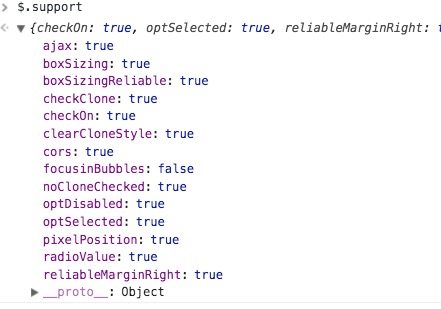 > $.support
{checkOn: true, optSelected: true, reliableMarginRight:
ajax: true
boxSizing: true
boxSizingReliable: true
checkClone: true
checkOn: true
clearCloneStyle: true
cors: true
focusinBubbles: false
noCloneChecked: true
optDisabled: true
optSelected: true
pixelPosition: true
radioValue: true
reliableMarginRight: true
__proto__: Object